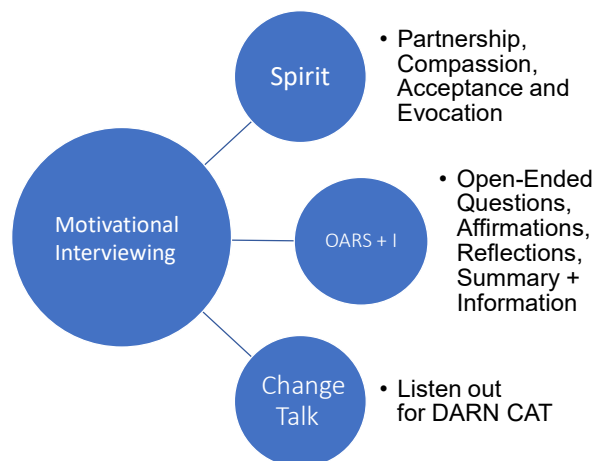 Spirit
• Partnership,
Compassion,
Acceptance and
Evocation
Motivational
Interviewing
OARS + I
• Open-Ended
Questions,
Affirmations,
Reflections,
Summary +
Information
Change
Talk
• Listen out
for DARN CAT